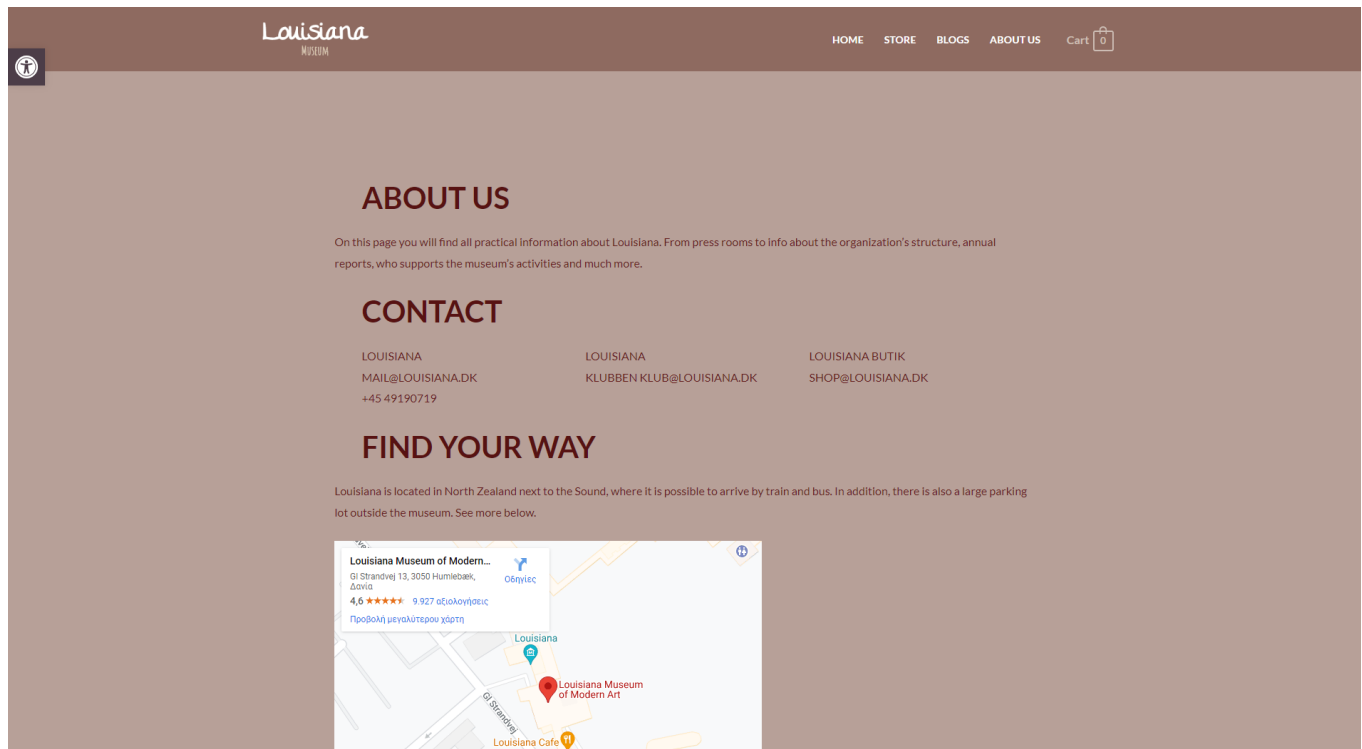 Louisiana
MUSEUM
HOME STORE BLOGS ABOUT US Cart 0
ABOUT US
On this page you will find all practical information about Louisiana. From press rooms to info about the organization's structure, annual
reports, who supports the museum's activities and much more.
CONTACT
LOUISIANA
MAIL@LOUISIANA.DK
+45 49190719
LOUISIANA
KLUBBEN KLUB@LOUISIANA.DK
LOUISIANA BUTIK
SHOP@LOUISIANA.DK
FIND YOUR WAY
Louisiana is located in North Zealand next to the Sound, where it is possible to arrive by train and bus. In addition, there is also a large parking
lot outside the museum. See more below.
Louisiana Museum of Modern...
Gl Strandvej 13, 3050 Humlebæk,
Δανία
4,6
9.927 αξιολογήσεις
Προβολή μεγαλύτερου χάρτη
Οδηγίες
Louisiana
Louisiana Museum
of Modern Art
Gl Strandvej
Louisiana Cafe